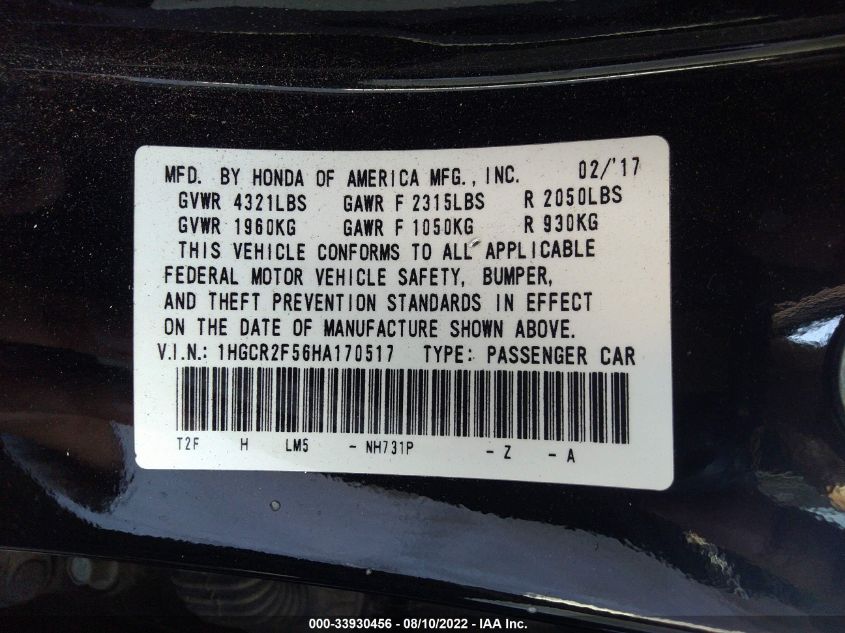 MFD. BY HONDA OF AMERICA MFG., INC. 02/'17
GVWR 4321LBS GAWR F 2315LBS R 2050LBS
GVWR 1960KG GAWR F 1050KG R 930KG
THIS VEHICLE CONFORMS TO ALL APPLICABLE
FEDERAL MOTOR VEHICLE SAFETY, BUMPER,
AND THEFT PREVENTION STANDARDS IN EFFECT
ON THE DATE OF MANUFACTURE SHOWN ABOVE.
V.I.N.: 1HGCR2F56HA170517 TYPE: PASSENGER CAR
T2F H LM5 - NH731P - Z - A
000-33930456 - 08/10/2022 - IAA Inc.